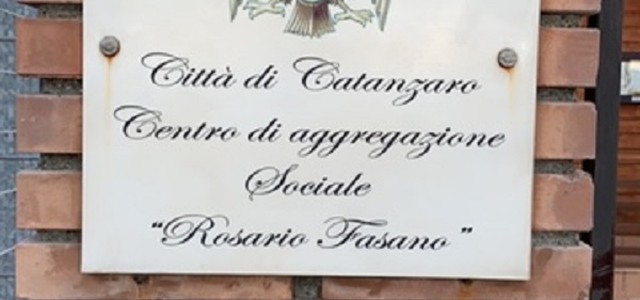 Città di Catanzaro
Centro di aggregazione
Sociale
"Rosario Fasano"